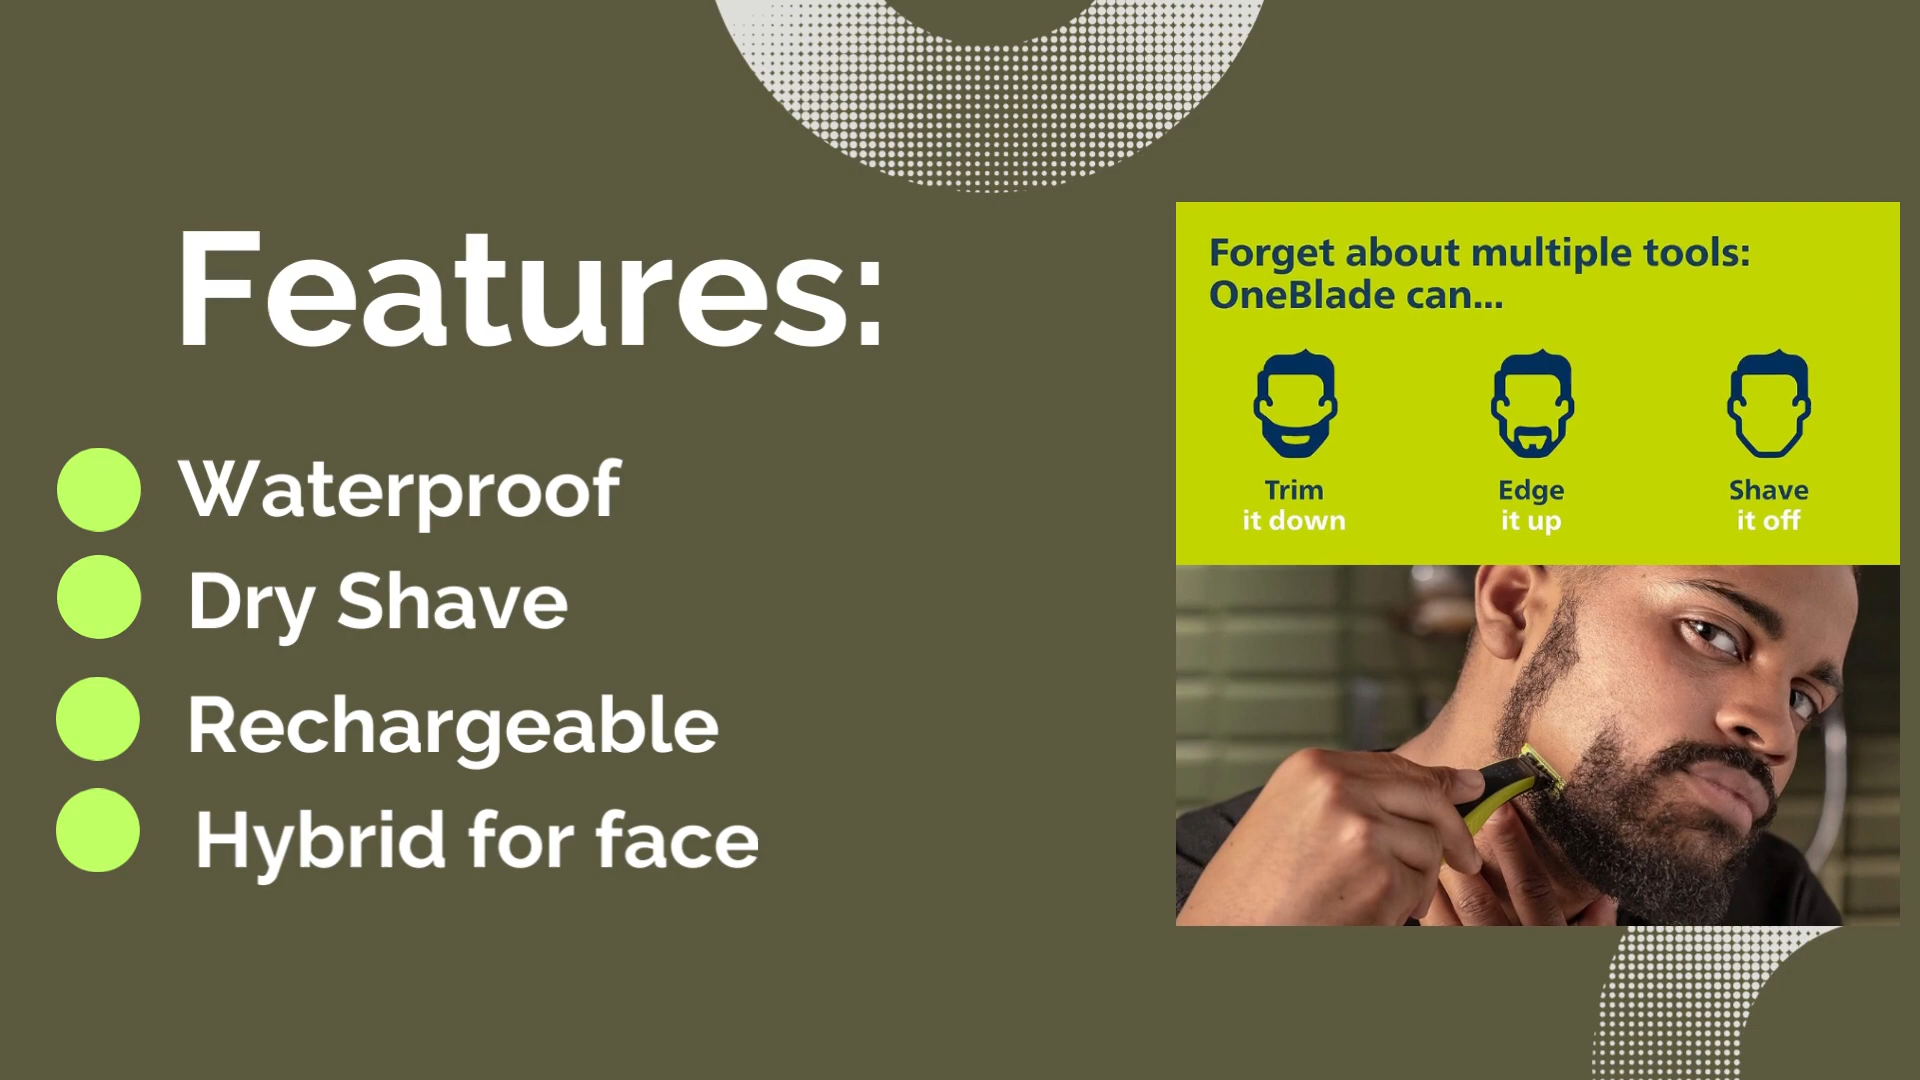 Features:
Waterproof
Dry Shave
Rechargeable
Hybrid for face
Forget about multiple tools:
OneBlade can...
Trim
it down
Edge
it up
Shave
it off